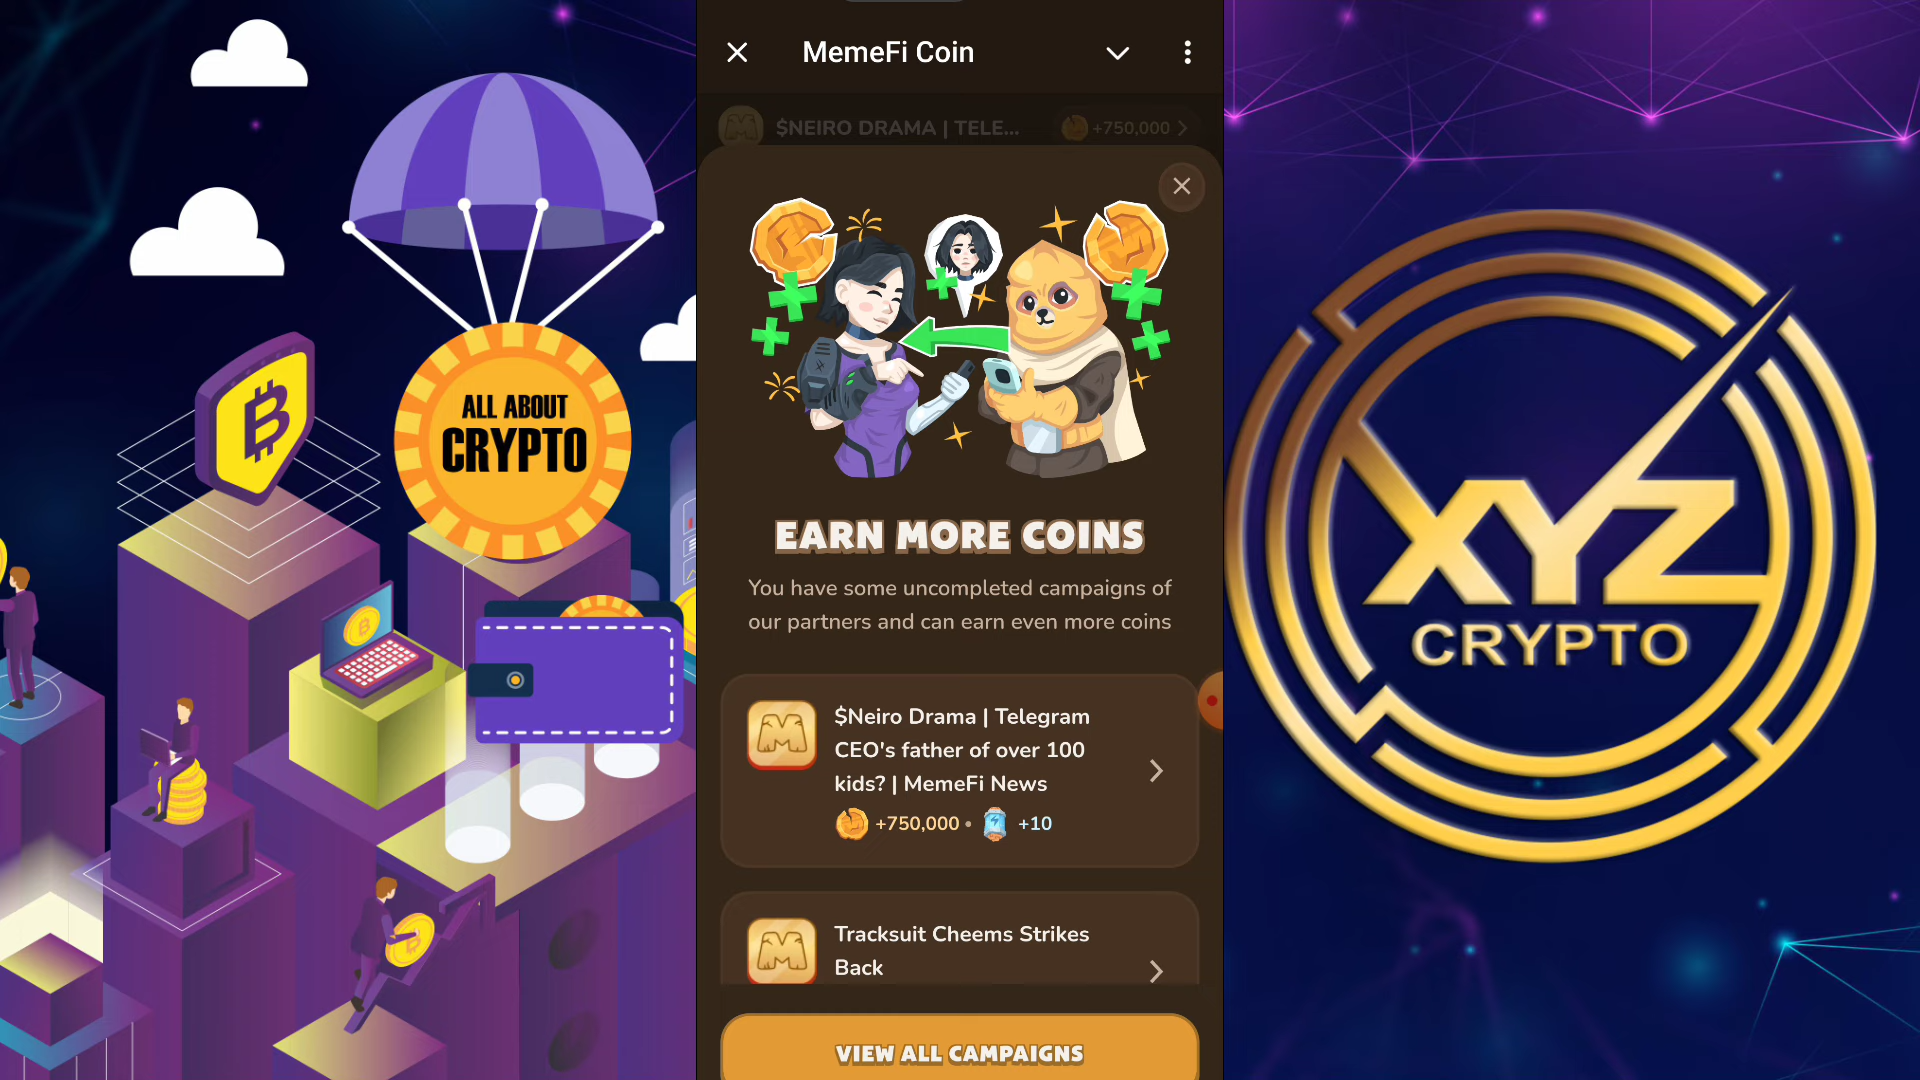 ALL ABOUT
CRYPTO
MemeFi Coin
$NEIRO DRAMA | TELE...
+750,000
EARN MORE COINS
You have some uncompleted campaigns of
our partners and can earn even more coins
$Neiro Drama | Telegram
CEO's father of over 100
kids? | MemeFi News
+750,000 • +10
Tracksuit Cheems Strikes
Back
VIEW ALL CAMPAIGNS
XYZ
CRYPTO